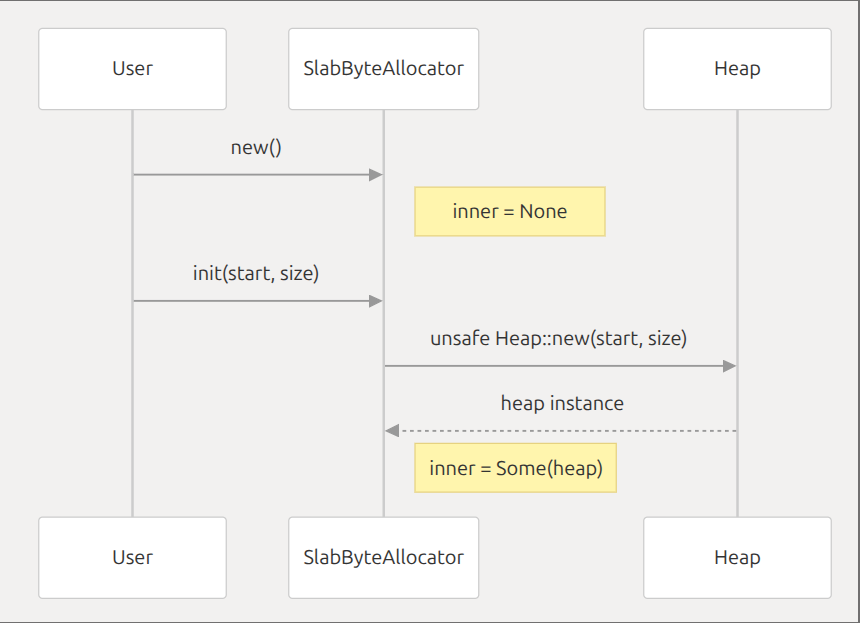 User
SlabByteAllocator
Heap
new()
inner = None
init(start, size)
unsafe Heap::new(start, size)
heap instance
inner = Some(heap)
User
SlabByteAllocator
Heap